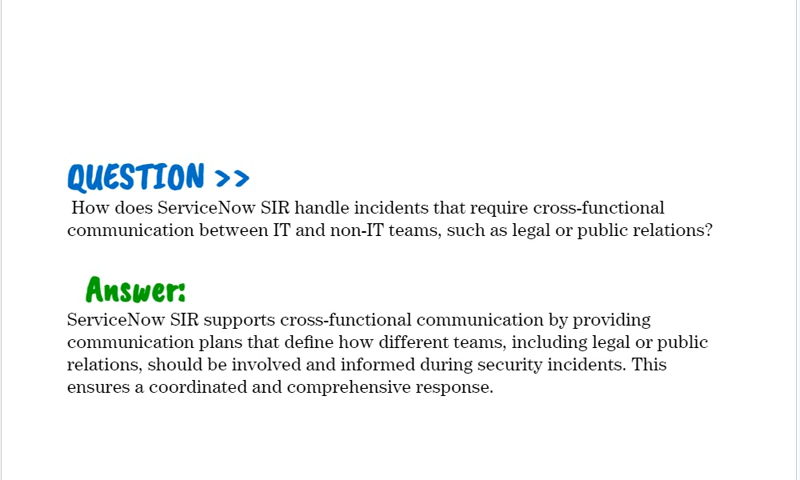 QUESTION >>
How does ServiceNow SIR handle incidents that require cross-functional
communication between IT and non-IT teams, such as legal or public relations?
Answer:
ServiceNow SIR supports cross-functional communication by providing
communication plans that define how different teams, including legal or public
relations, should be involved and informed during security incidents. This
ensures a coordinated and comprehensive response.